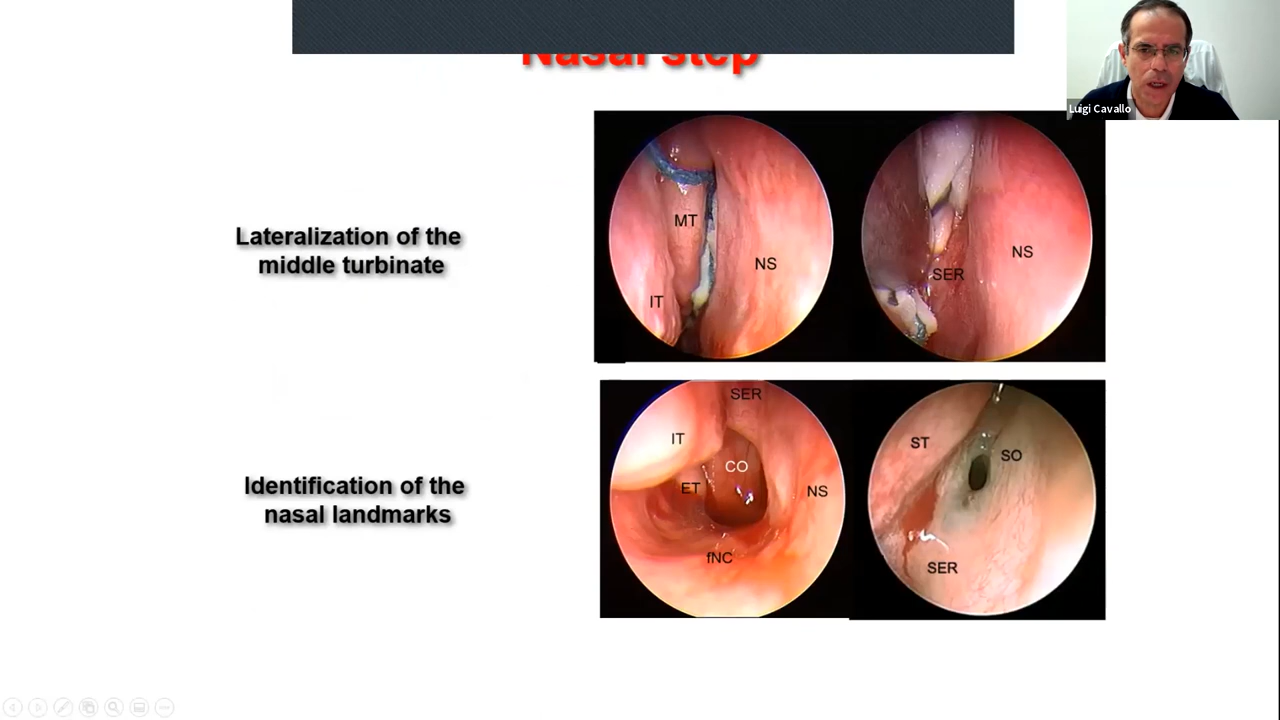 Nasal step
Luigi Cavallo
Lateralization of the
middle turbinate
MT
NS
IT
SER
NS
Identification of the
nasal landmarks
SER
IT
CO
ET
NS
fNC
ST
SO
SER